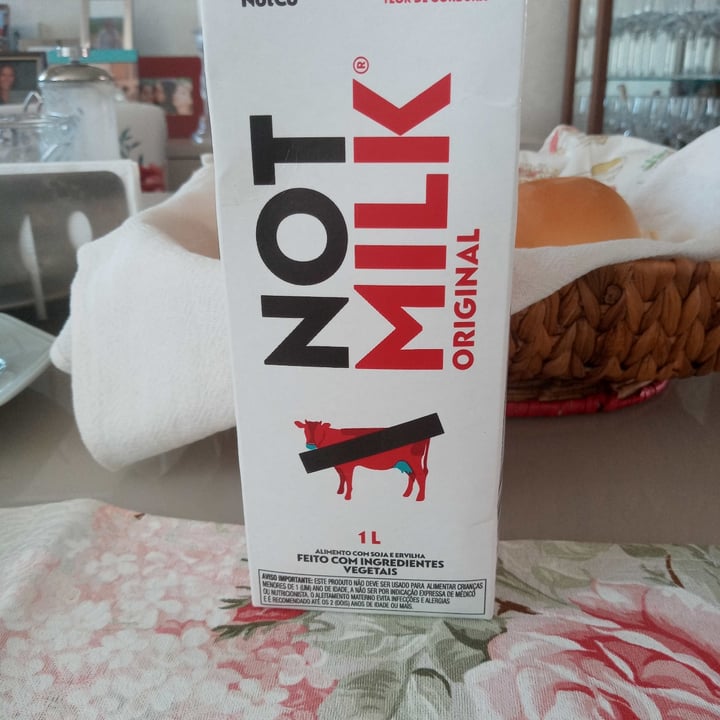 NotCo
NOT
MILK®
ORIGINAL
1 L
ALIMENTO COM SOJA E ERVILHA
FEITO COM INGREDIENTES
VEGETAIS
AVISO IMPORTANTE: ESTE PRODUTO NÃO DEVE SER USADO PARA ALIMENTAR CRIANÇAS
MENORES DE 1 (UM) ANO DE IDADE, A NÃO SER POR INDICAÇÃO EXPRESSA DE MÉDICO
OU NUTRICIONISTA. O ALEITAMENTO MATERNO EVITA INFECÇÕES E ALERGIAS
E É RECOMENDADO ATÉ OS 2 (DOIS) ANOS DE IDADE OU MAIS.